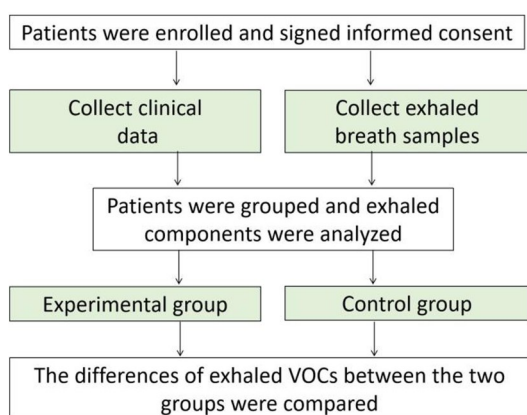 Patients were enrolled and signed informed consent
Collect clinical
data
Collect exhaled
breath samples
Patients were grouped and exhaled
components were analyzed
Experimental group
Control group
The differences of exhaled VOCs between the two
groups were compared